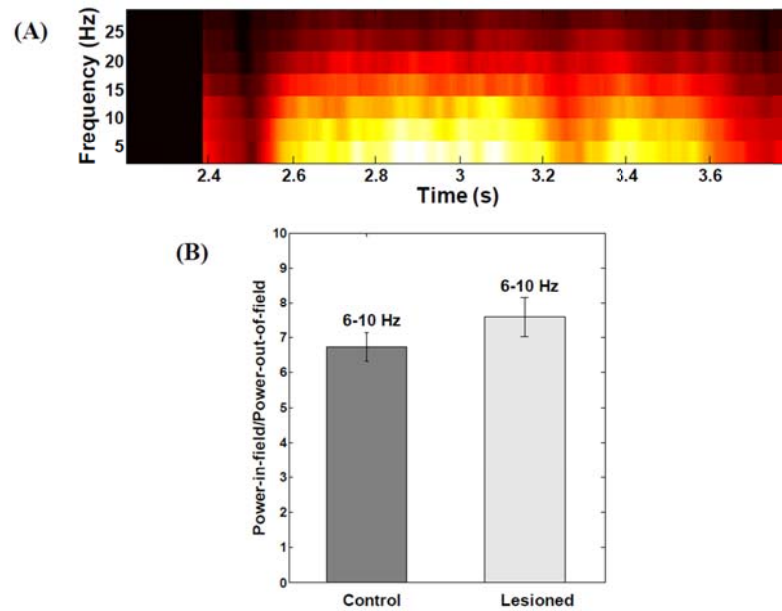 (A)
Frequency (Hz)
25
20
15
10
5
2.4 2.6 2.8 3 3.2 3.4 3.6
Time (s)
(B)
Power-in-field/Power-out-of-field
10
9
8
7
6
5
4
3
2
1
0
6-10 Hz
6-10 Hz
Control Lesioned